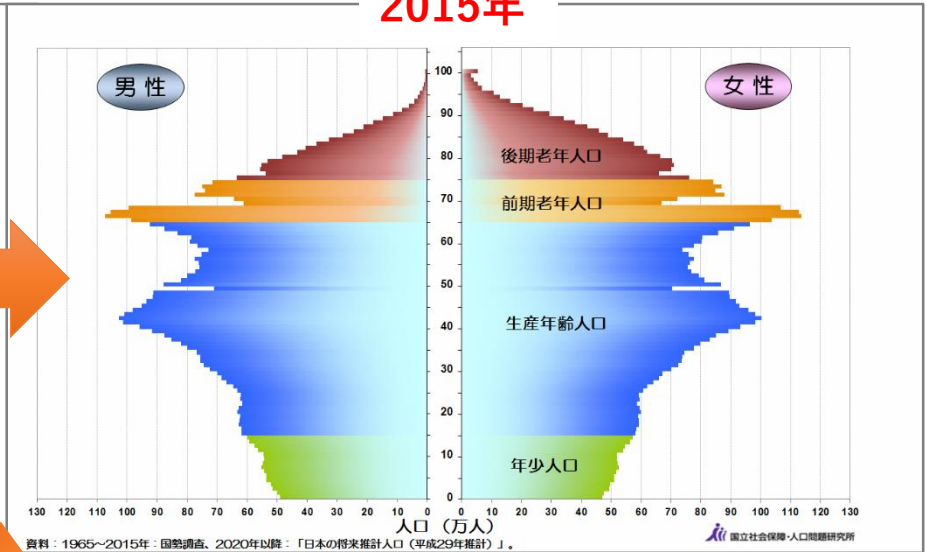 2015年
男性
女性
100
90
80
70
60
50
40
30
20
10
0
後期老年人口
前期老年人口
生産年齢人口
年少人口
130 120 110 100 90 80 70 60 50 40 30 20 10 0
0 10 20 30 40 50 60 70 80 90 100 110 120 130
人口（万人）
資料：1965～2015年：国勢調査、2020年以降：「日本の将来推計人口（平成29年推計）」。
国立社会保障・人口問題研究所